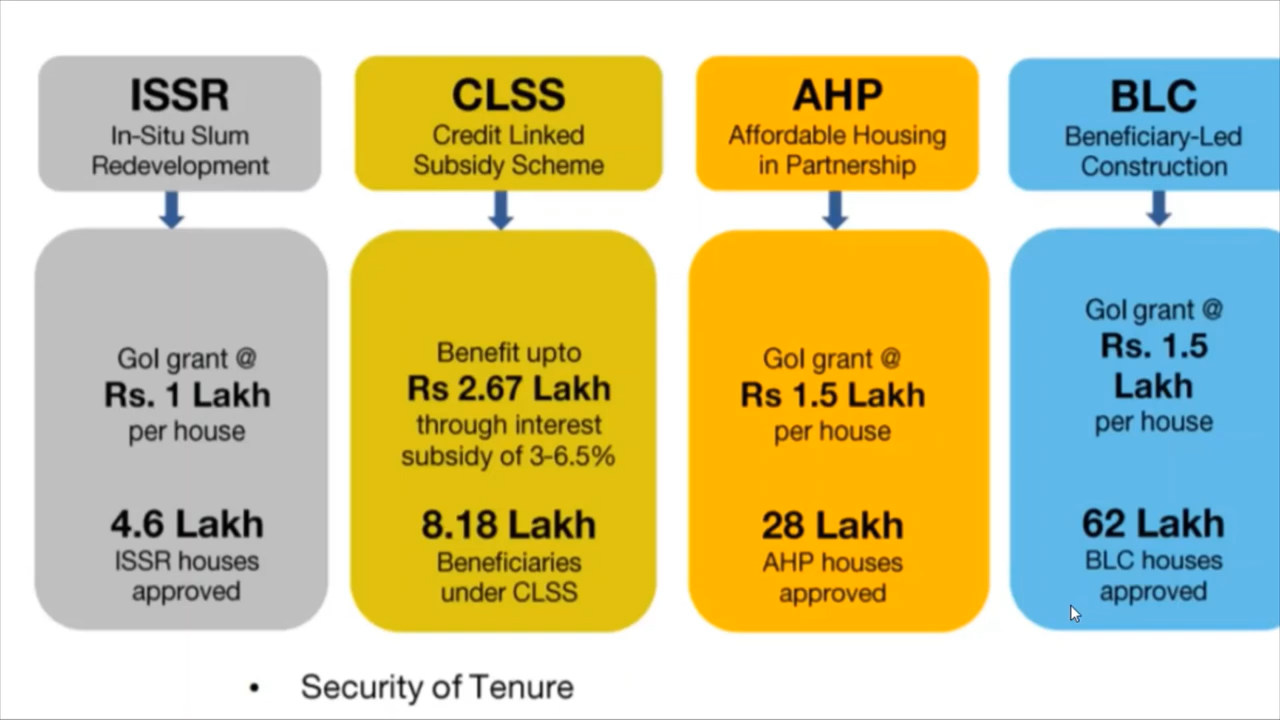 ISSR
In-Situ Slum
Redevelopment
GoI grant @
Rs. 1 Lakh
per house
4.6 Lakh
ISSR houses
approved
CLSS
Credit Linked
Subsidy Scheme
Benefit upto
Rs 2.67 Lakh
through interest
subsidy of 3-6.5%
8.18 Lakh
Beneficiaries
under CLSS
AHP
Affordable Housing
in Partnership
GoI grant @
Rs 1.5 Lakh
per house
28 Lakh
AHP houses
approved
BLC
Beneficiary-Led
Construction
GoI grant @
Rs. 1.5
Lakh
per house
62 Lakh
BLC houses
approved
• Security of Tenure